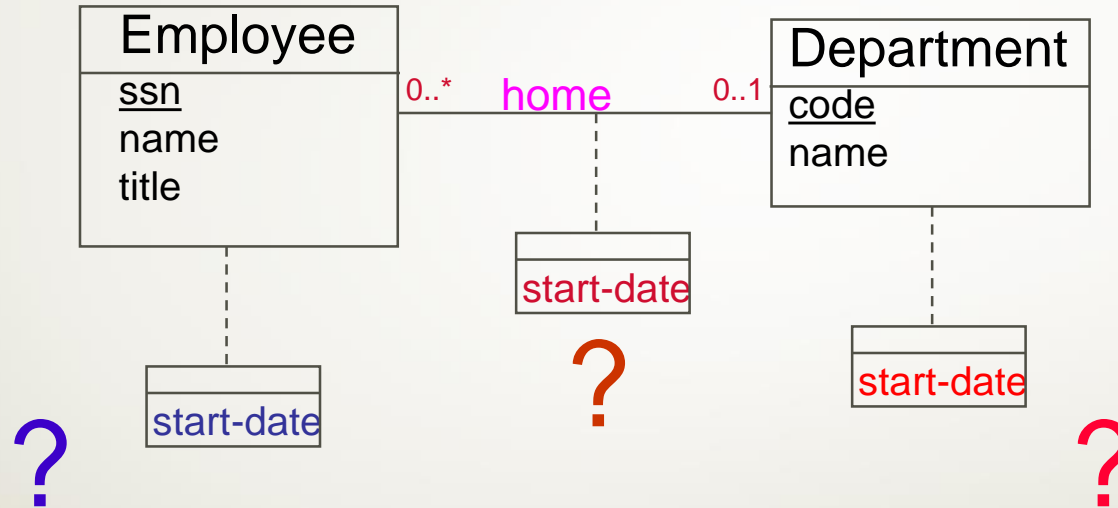 Employee
ssn
name
title
0..*
home
0..1
Department
code
name
start-date
?
start-date
?
start-date
?